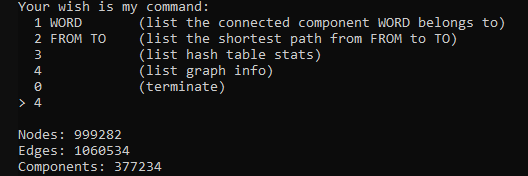 Your wish is my command:
1 WORD (list the connected component WORD belongs to)
2 FROM TO (list the shortest path from FROM to TO)
3 (list hash table stats)
4 (list graph info)
0 (terminate)
> 4
Nodes: 999282
Edges: 1060534
Components: 377234